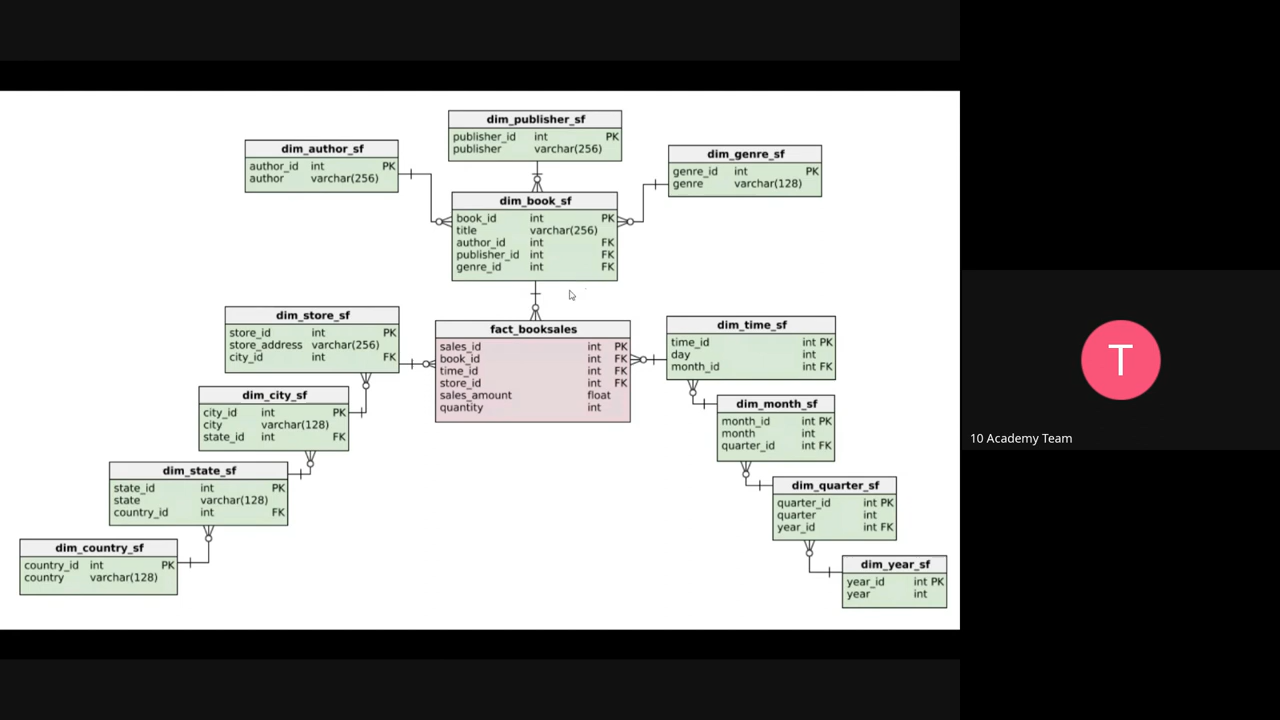 dim_publisher_sf
publisher_id int PK
publisher varchar(256)
dim_author_sf
author_id int PK
author varchar(256)
dim_genre_sf
genre_id int PK
genre varchar(128)
dim_book_sf
book_id int PK
title varchar(256)
author_id int FK
publisher_id int FK
genre_id int FK
dim_store_sf
store_id int PK
store_address varchar(256)
city_id int FK
fact_booksales
sales_id int PK
book_id int FK
time_id int FK
store_id int FK
sales_amount float
quantity int
dim_time_sf
time_id int PK
day int
month_id int FK
dim_city_sf
city_id int PK
city varchar(128)
state_id int FK
dim_month_sf
month_id int PK
month int
quarter_id int FK
dim_state_sf
state_id int PK
state varchar(128)
country_id int FK
dim_quarter_sf
quarter_id int PK
quarter int
year_id int FK
dim_country_sf
country_id int PK
country varchar(128)
dim_year_sf
year_id int PK
year int
T
10 Academy Team